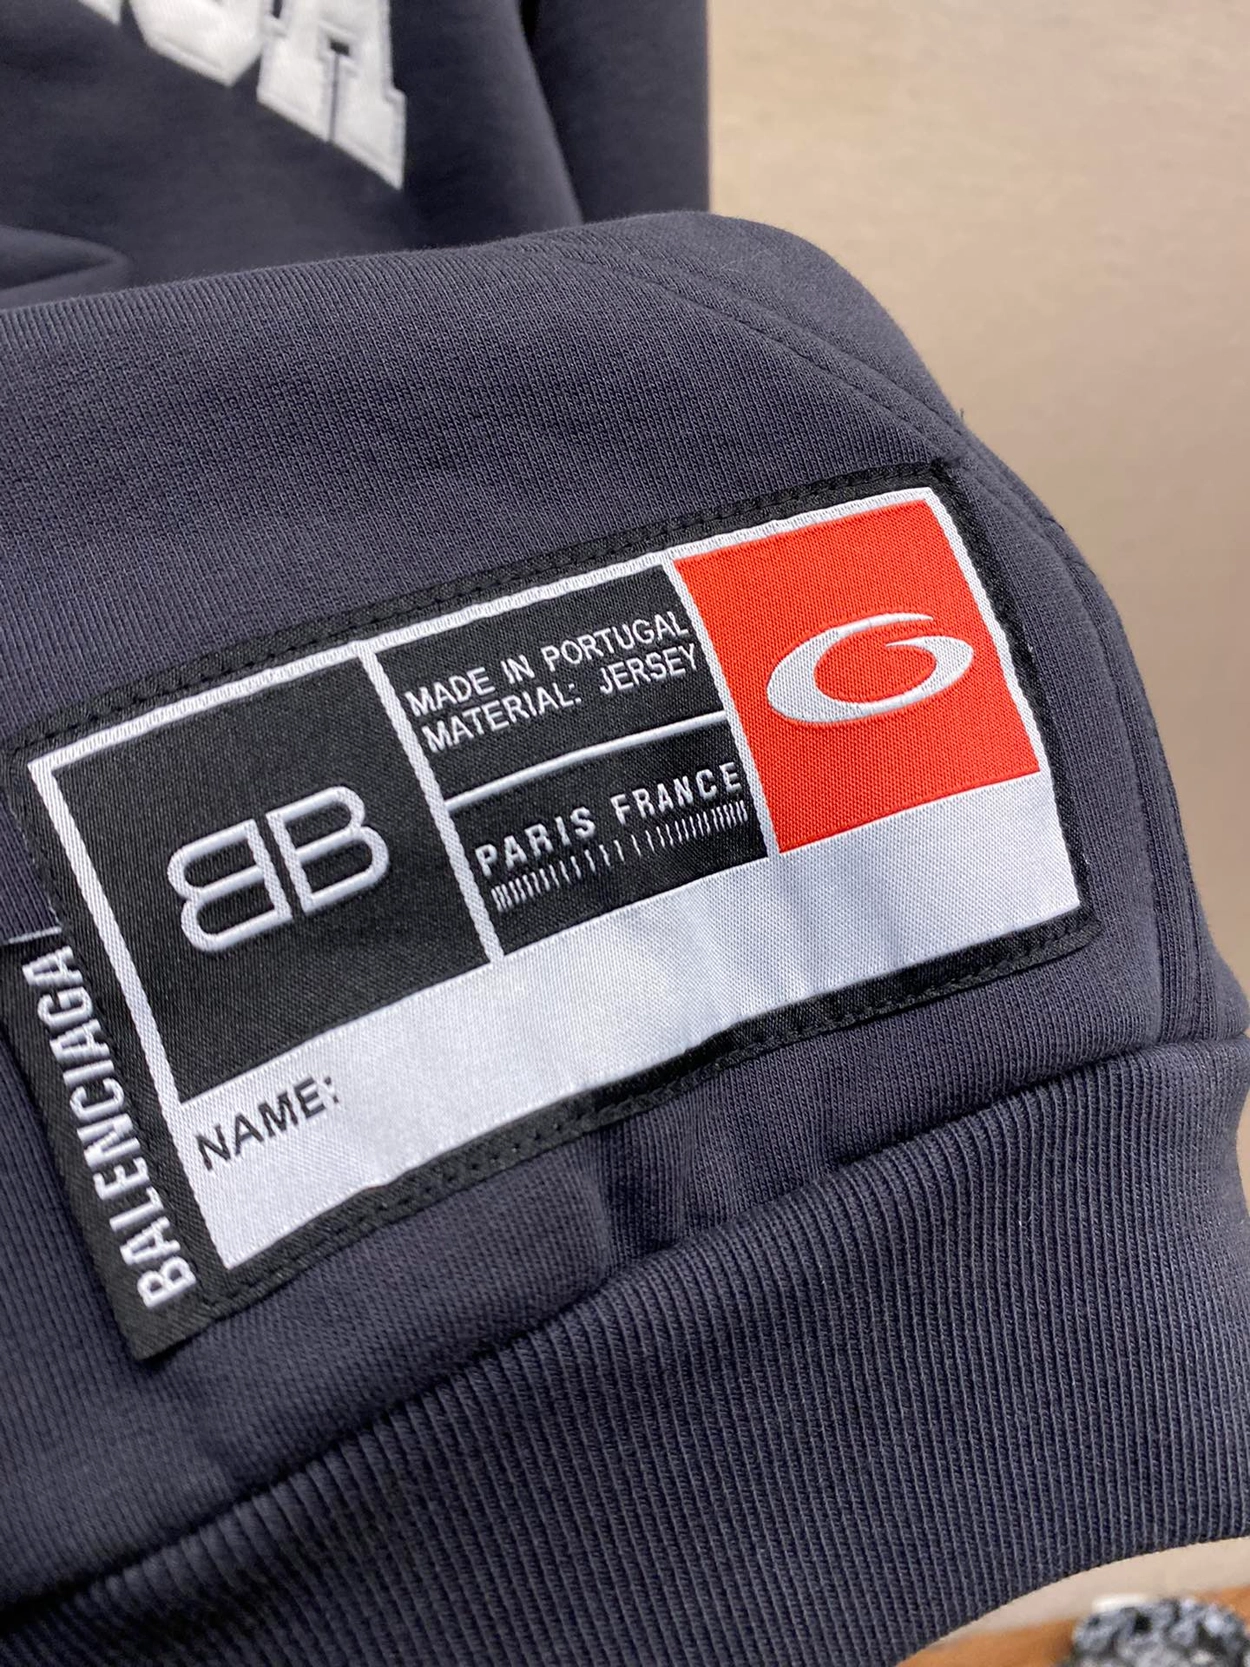 BB
MADE IN PORTUGAL
MATERIAL: JERSEY
PARIS FRANCE
NAME:
BALENCIAGA